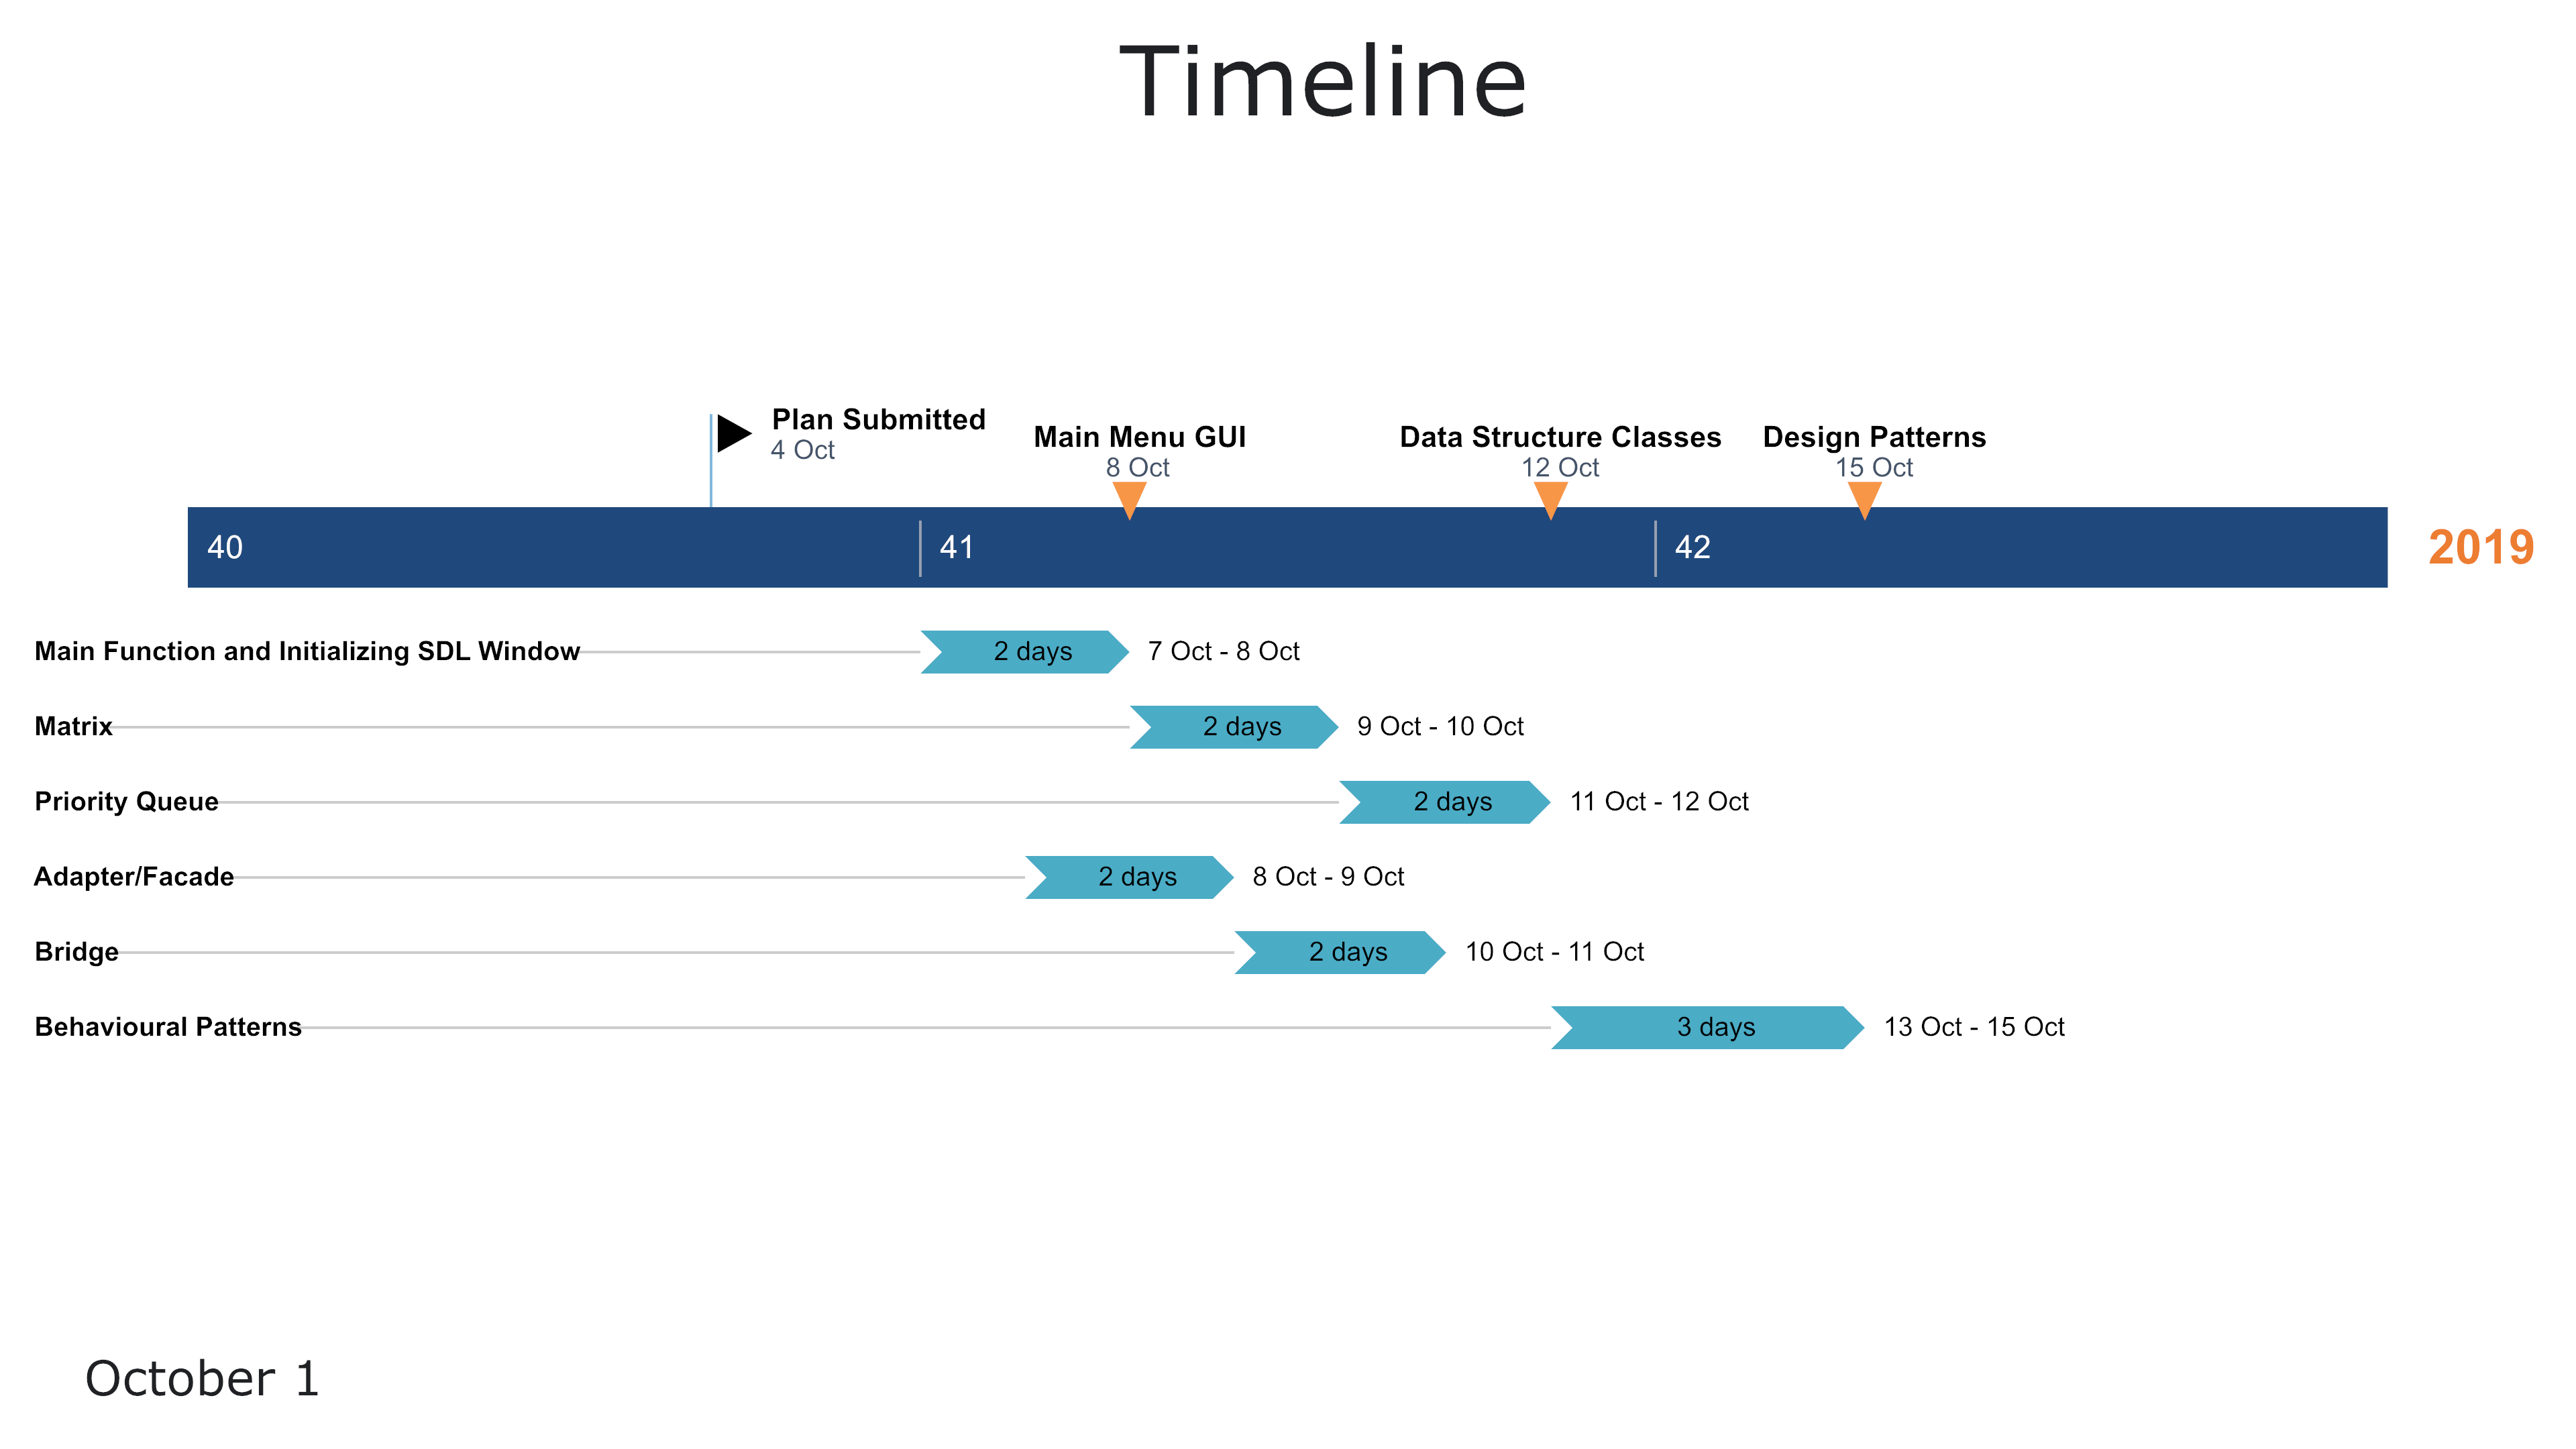 Timeline
Plan Submitted
4 Oct
Main Menu GUI
8 Oct
Data Structure Classes
12 Oct
Design Patterns
15 Oct
40 41 42 2019
Main Function and Initializing SDL Window 2 days 7 Oct - 8 Oct
Matrix 2 days 9 Oct - 10 Oct
Priority Queue 2 days 11 Oct - 12 Oct
Adapter/Facade 2 days 8 Oct - 9 Oct
Bridge 2 days 10 Oct - 11 Oct
Behavioural Patterns 3 days 13 Oct - 15 Oct
October 1